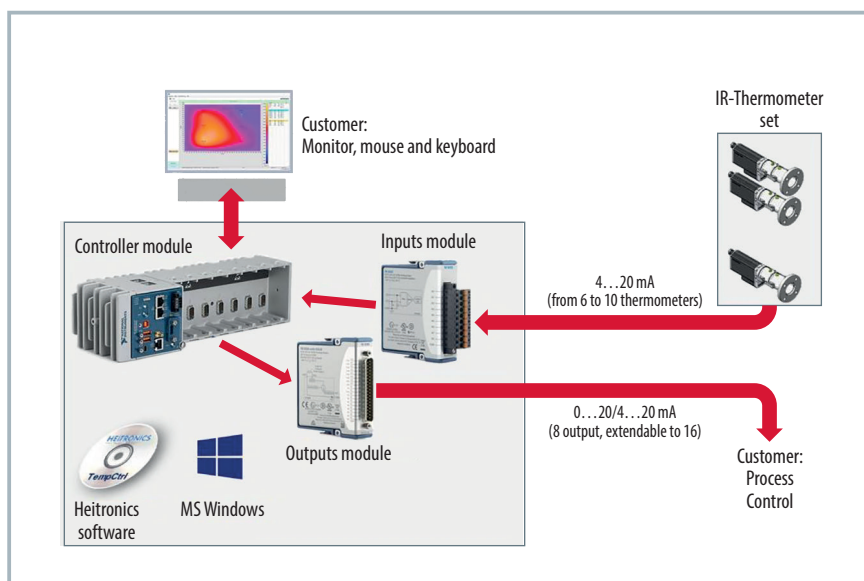 IR-Thermometer
set
Customer:
Monitor, mouse and keyboard
Controller module
Inputs module
4…20 mA
(from 6 to 10 thermometers)
0…20/4…20 mA
(8 output, extendable to 16)
Outputs module
Customer:
Process
Control
HEITRONICS
TempCtrl
Heitronics
software
MS Windows